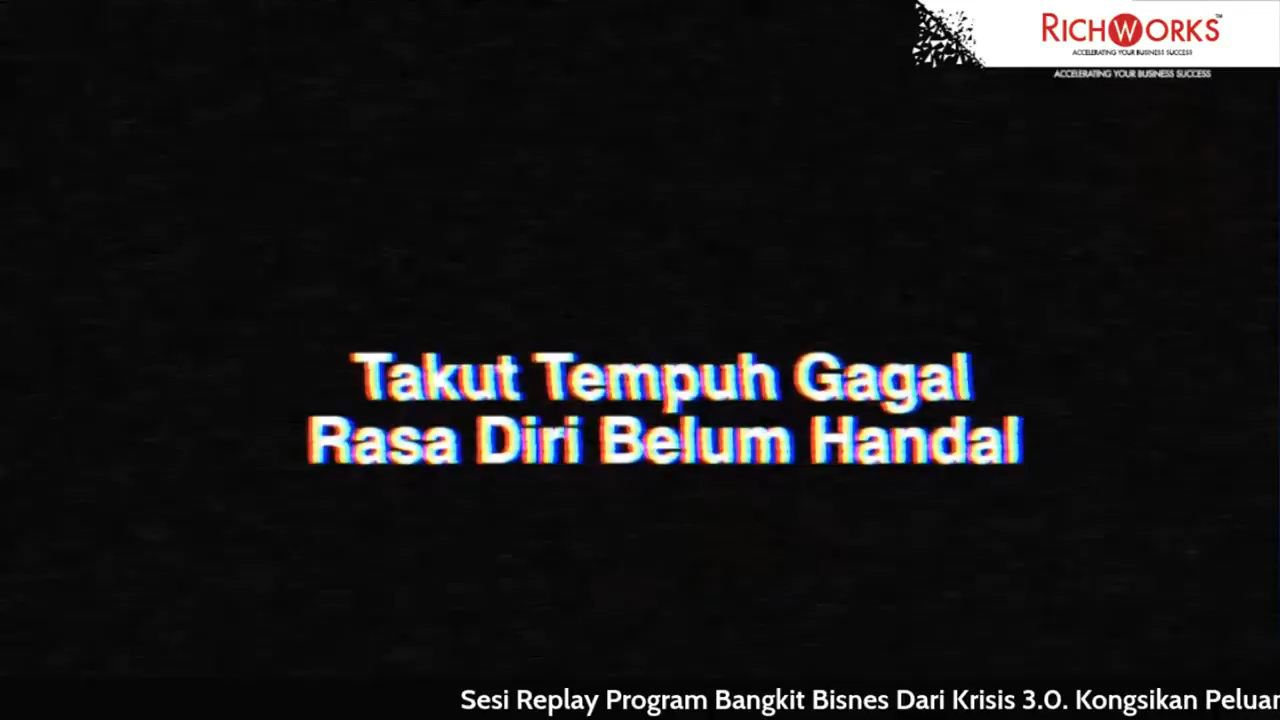 RICHWORKS™
ACCELERATING YOUR BUSINESS SUCCESS
ACCELERATING YOUR BUSINESS SUCCESS
Takut Tempuh Gagal
Rasa Diri Belum Handal
Sesi Replay Program Bangkit Bisnes Dari Krisis 3.0. Kongsikan